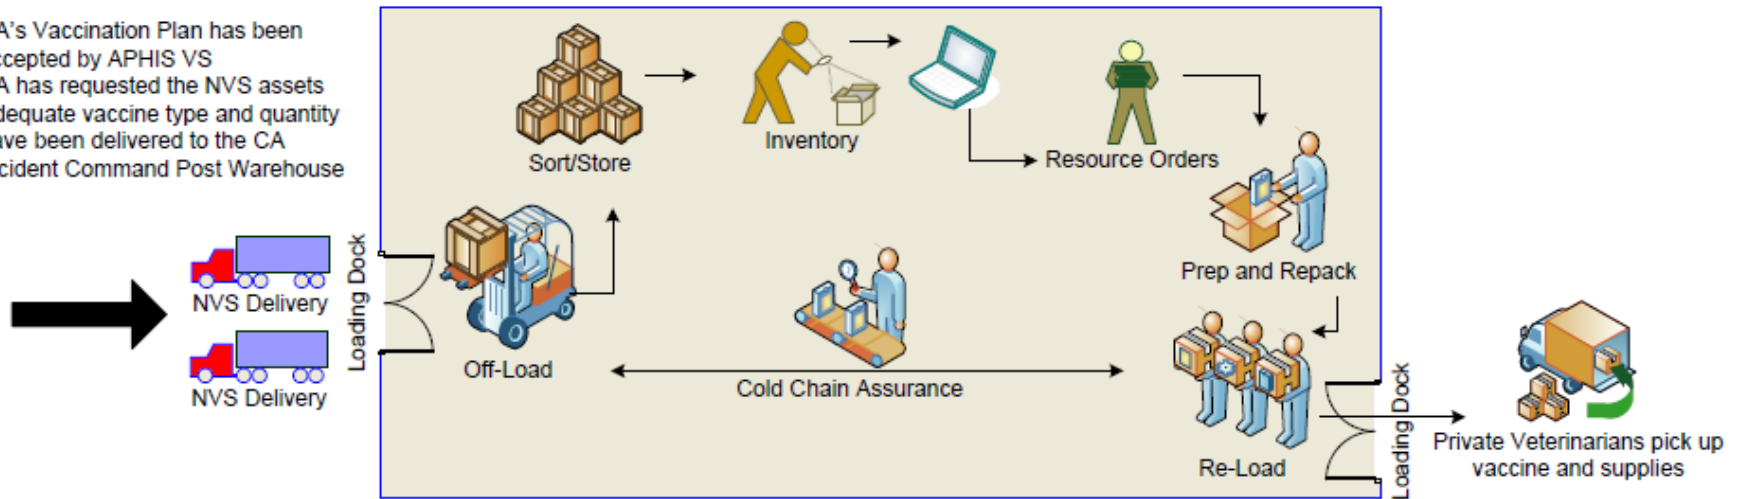 A's Vaccination Plan has been
ccepted by APHIS VS
A has requested the NVS assets
dequate vaccine type and quantity
ave been delivered to the CA
cident Command Post Warehouse
NVS Delivery
NVS Delivery
Loading Dock
Off-Load
Sort/Store
Inventory
Resource Orders
Prep and Repack
Cold Chain Assurance
Re-Load
Loading Dock
Private Veterinarians pick up
vaccine and supplies